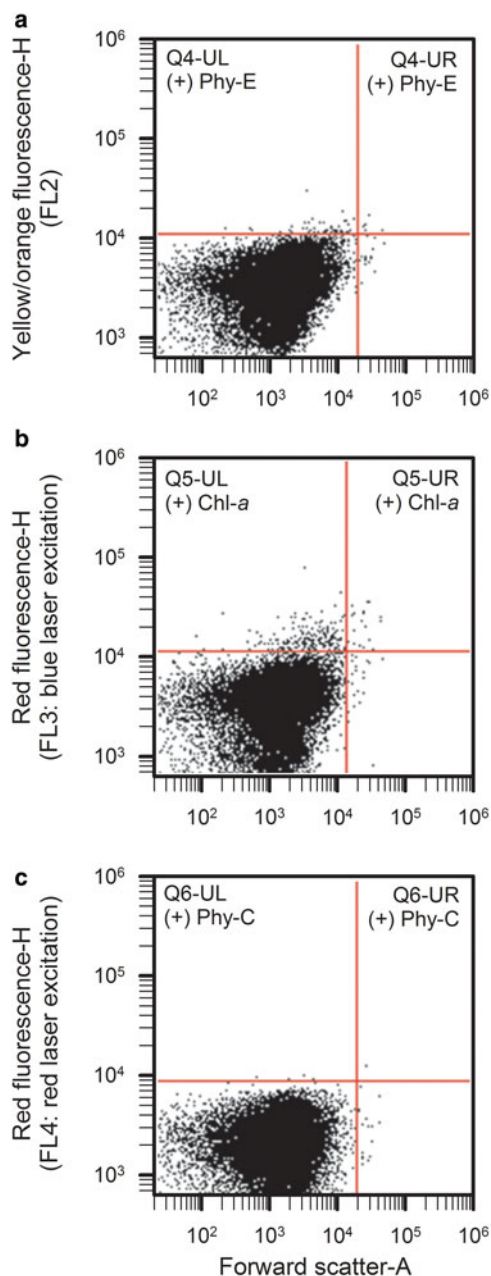 a
Yellow/orange fluorescence-H
(FL2)
Q4-UL
(+) Phy-E
Q4-UR
(+) Phy-E
10⁶
10⁵
10⁴
10³
10² 10³ 10⁴ 10⁵ 10⁶
b
Red fluorescence-H
(FL3: blue laser excitation)
Q5-UL
(+) Chl-a
Q5-UR
(+) Chl-a
10⁶
10⁵
10⁴
10³
10² 10³ 10⁴ 10⁵ 10⁶
c
Red fluorescence-H
(FL4: red laser excitation)
Q6-UL
(+) Phy-C
Q6-UR
(+) Phy-C
10⁶
10⁵
10⁴
10³
10² 10³ 10⁴ 10⁵ 10⁶
Forward scatter-A